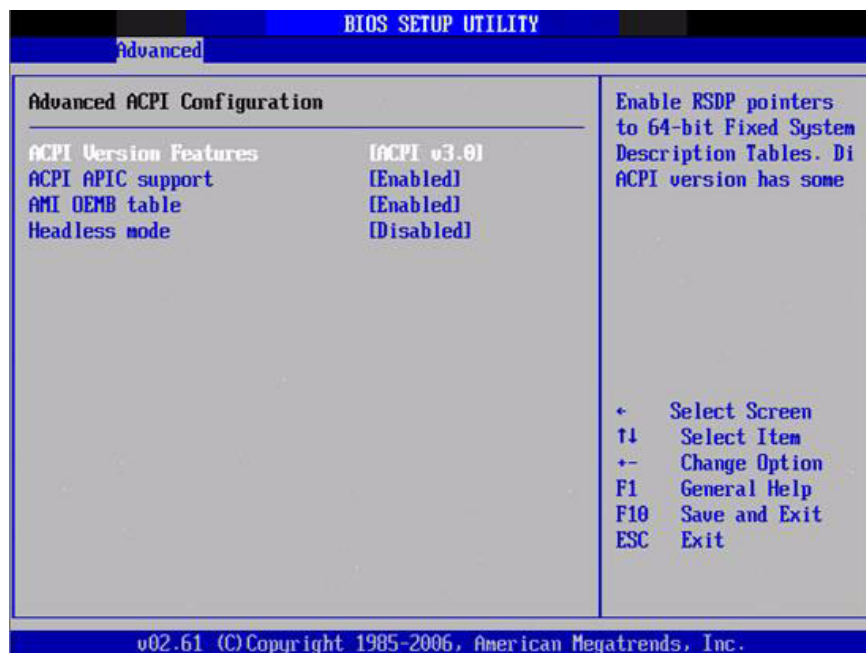 BIOS SETUP UTILITY
Advanced
Advanced ACPI Configuration
ACPI Version Features [ACPI v3.0]
ACPI APIC support [Enabled]
AMI OEMB table [Enabled]
Headless mode [Disabled]
Enable RSDP pointers
to 64-bit Fixed System
Description Tables. Di
ACPI version has some
← Select Screen
↑↓ Select Item
+- Change Option
F1 General Help
F10 Save and Exit
ESC Exit
v02.61 (C)Copyright 1985-2006, American Megatrends, Inc.